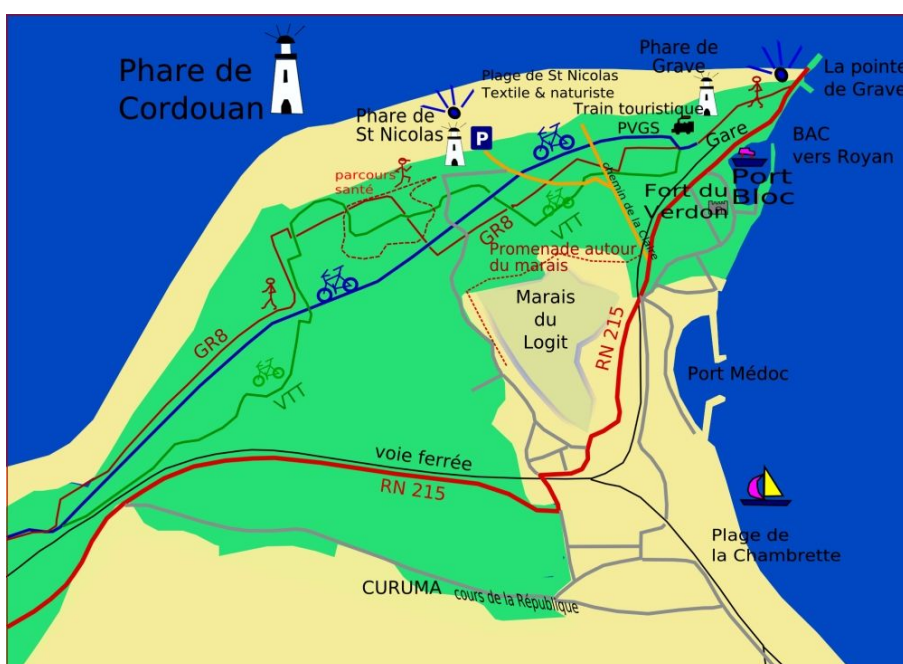 Phare de
Cordouan
Phare de
St Nicolas
Plage de St Nicolas
Textile & naturiste
P
Phare de
Grave
La pointe
de Grave
Train touristique
PVGS
Gare
BAC
vers Royan
Port
Bloc
Fort du
Verdon
chemin de la Claire
parcours
santé
GR8
VTT
Promenade autour
du marais
Marais
du
Logit
RN 215
Port Médoc
GR8
VTT
voie ferrée
RN 215
Plage de
la Chambrette
CURUMA
cours de la République